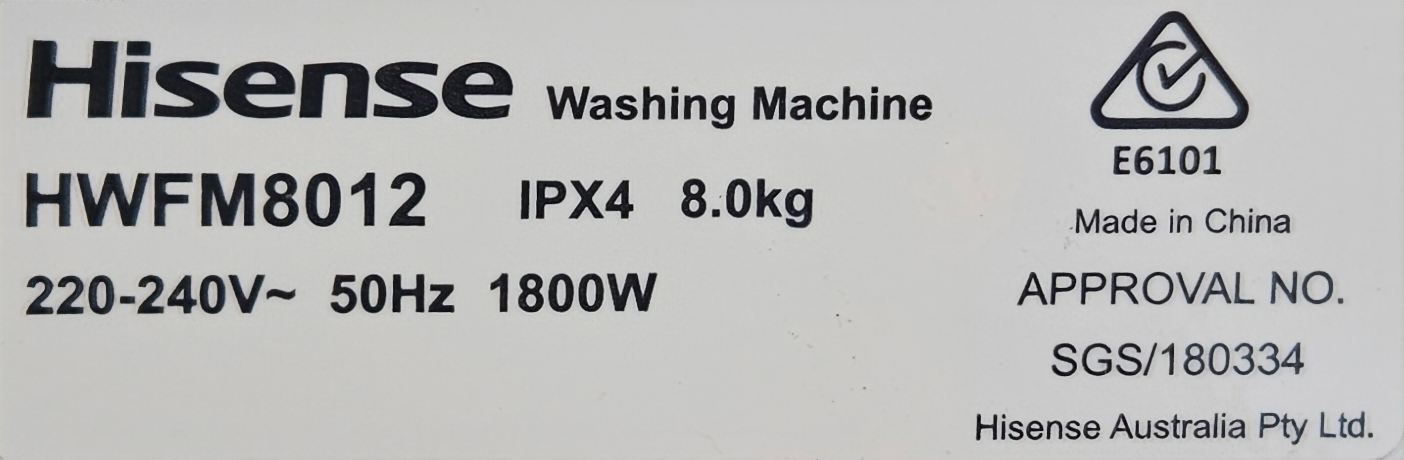 Hisense Washing Machine
HWFM8012 IPX4 8.0kg
220-240V~ 50Hz 1800W
E6101
Made in China
APPROVAL NO.
SGS/180334
Hisense Australia Pty Ltd.